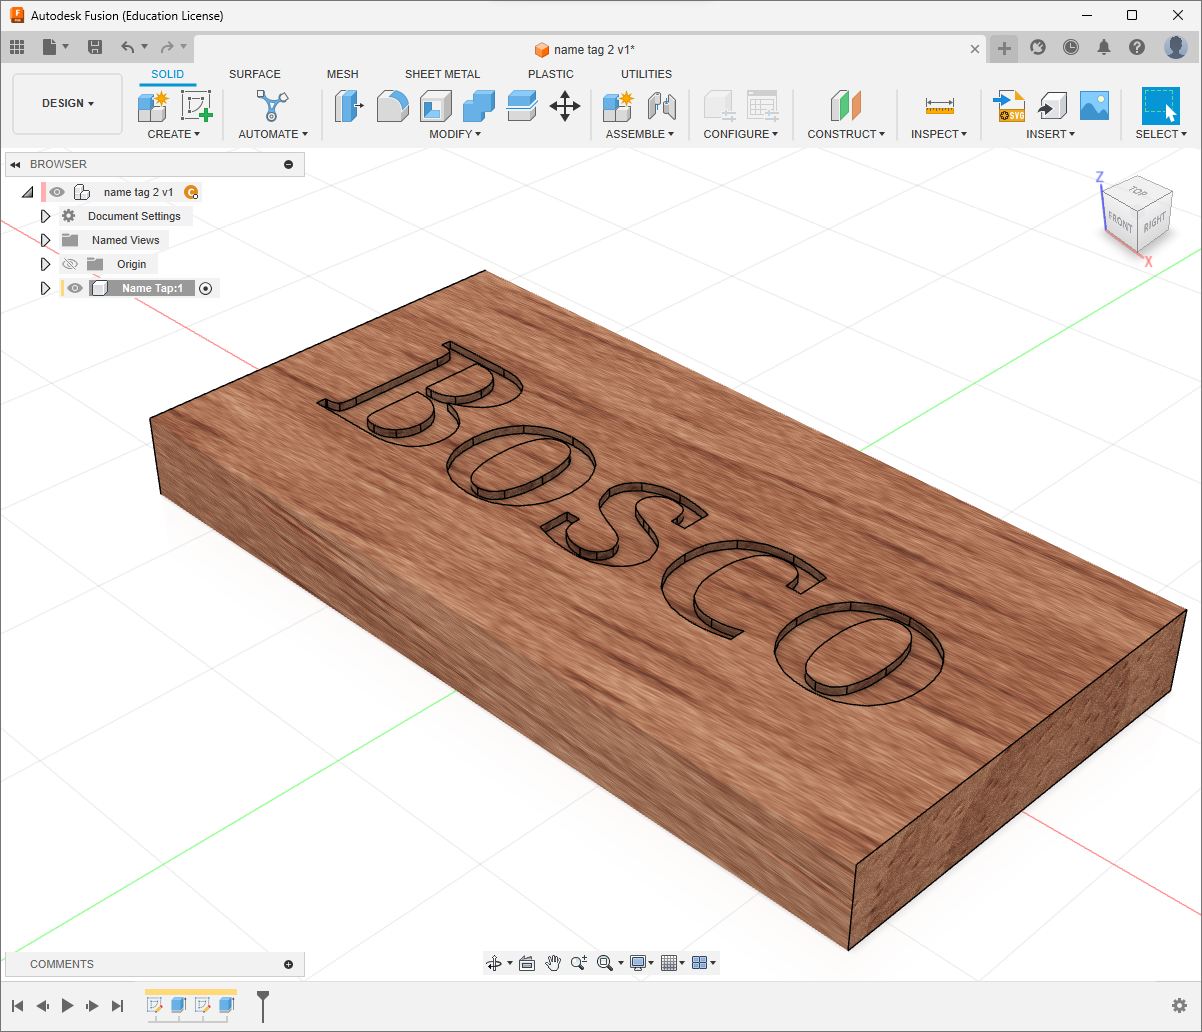 Autodesk Fusion (Education License)
name tag 2 v1*
SOLID SURFACE MESH SHEET METAL PLASTIC UTILITIES
DESIGN
CREATE AUTOMATE MODIFY ASSEMBLE CONFIGURE CONSTRUCT INSPECT INSERT SELECT
SVG
BROWSER
name tag 2 v1
Document Settings
Named Views
Origin
Name Tap:1
Z
TOP
FRONT RIGHT
X
BOSCO
COMMENTS